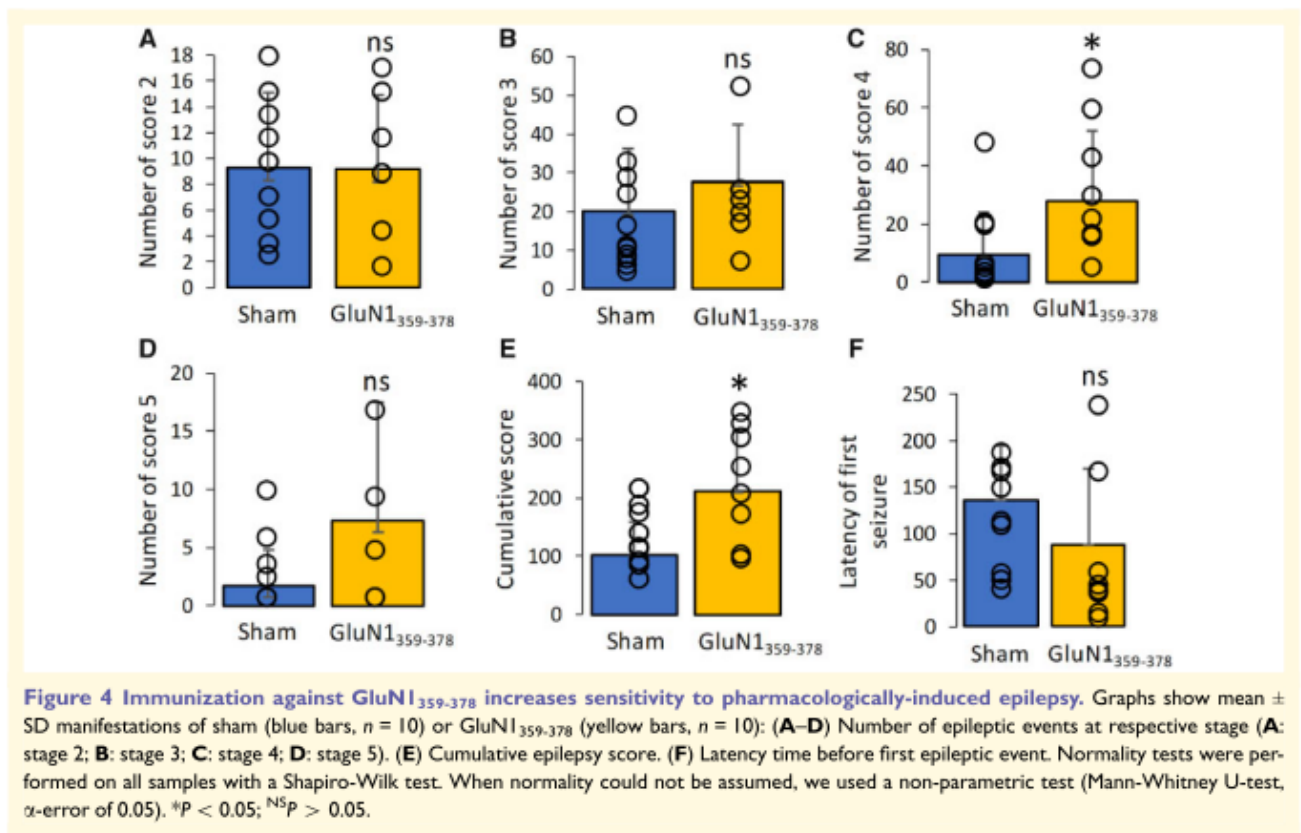 A
ns
Number of score 2
18
16
14
12
10
8
6
4
2
0
Sham
GluN1359-378
B
ns
Number of score 3
60
50
40
30
20
10
0
Sham
GluN1359-378
C
*
Number of score 4
80
60
40
20
0
Sham
GluN1359-378
D
ns
Number of score 5
20
15
10
5
0
Sham
GluN1359-378
E
*
Cumulative score
400
300
200
100
0
Sham
GluN1359-378
F
ns
Latency of first
seizure
250
200
150
100
50
0
Sham
GluN1359-378
Figure 4 Immunization against GluN1359-378 increases sensitivity to pharmacologically-induced epilepsy. Graphs show mean ±
SD manifestations of sham (blue bars, n = 10) or GluN1359-378 (yellow bars, n = 10): (A–D) Number of epileptic events at respective stage (A:
stage 2; B: stage 3; C: stage 4; D: stage 5). (E) Cumulative epilepsy score. (F) Latency time before first epileptic event. Normality tests were per-
formed on all samples with a Shapiro-Wilk test. When normality could not be assumed, we used a non-parametric test (Mann-Whitney U-test,
α-error of 0.05). *P < 0.05; NSP > 0.05.